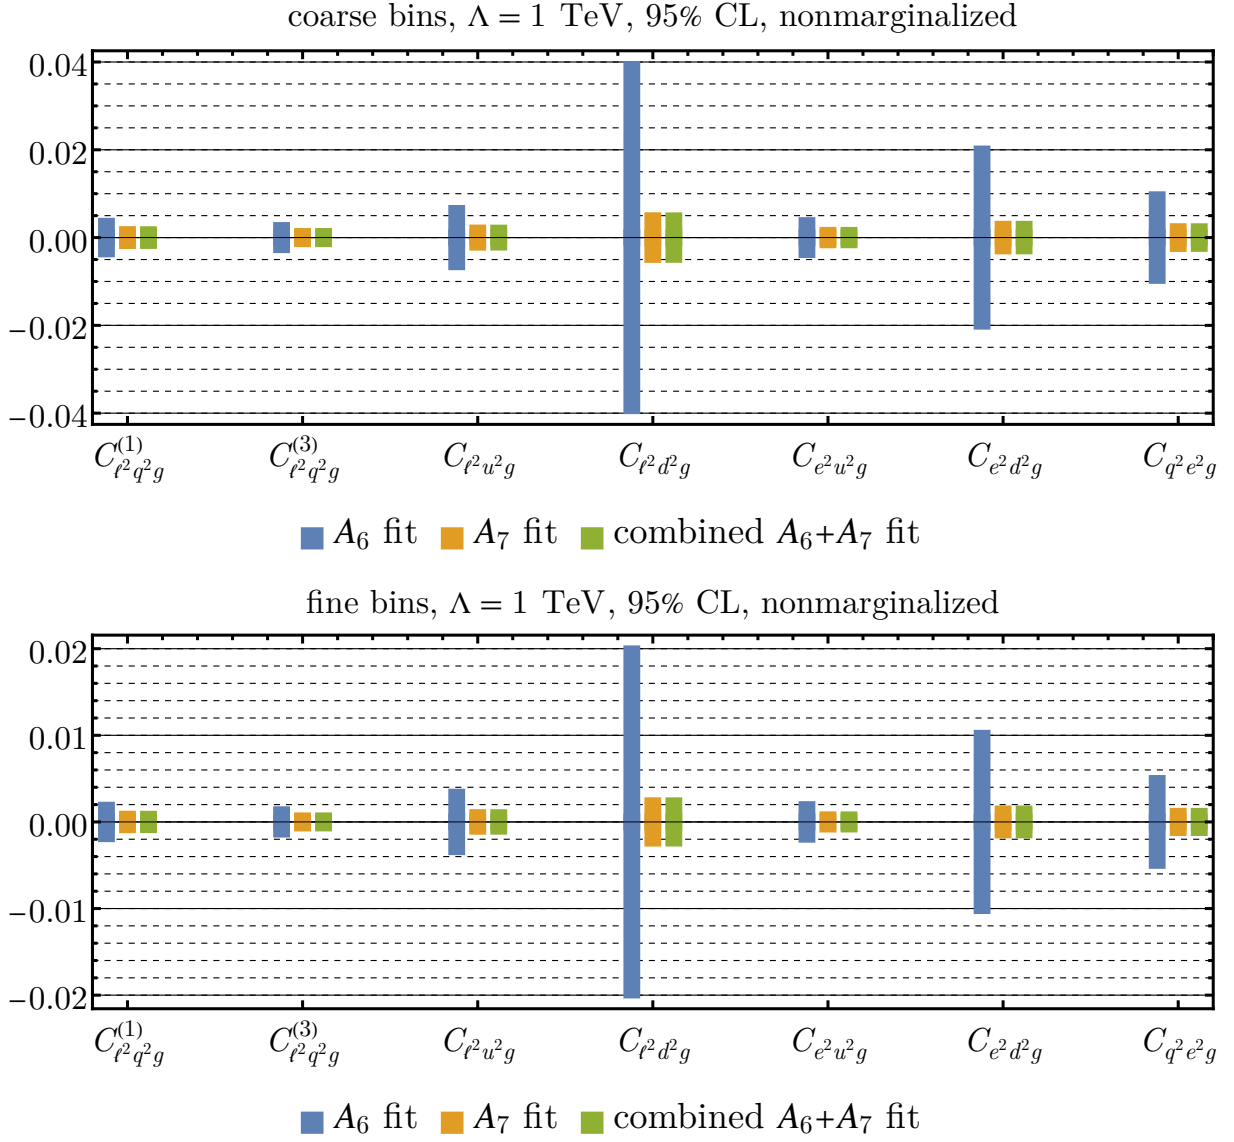 coarse bins, Λ = 1 TeV, 95% CL, nonmarginalized
0.04
0.02
0.00
−0.02
−0.04
C^{(1)}_{ℓ²q²g} C^{(3)}_{ℓ²q²g} C_{ℓ²u²g} C_{ℓ²d²g} C_{e²u²g} C_{e²d²g} C_{q²e²g}
A₆ fit A₇ fit combined A₆+A₇ fit
fine bins, Λ = 1 TeV, 95% CL, nonmarginalized
0.02
0.01
0.00
−0.01
−0.02
C^{(1)}_{ℓ²q²g} C^{(3)}_{ℓ²q²g} C_{ℓ²u²g} C_{ℓ²d²g} C_{e²u²g} C_{e²d²g} C_{q²e²g}
A₆ fit A₇ fit combined A₆+A₇ fit